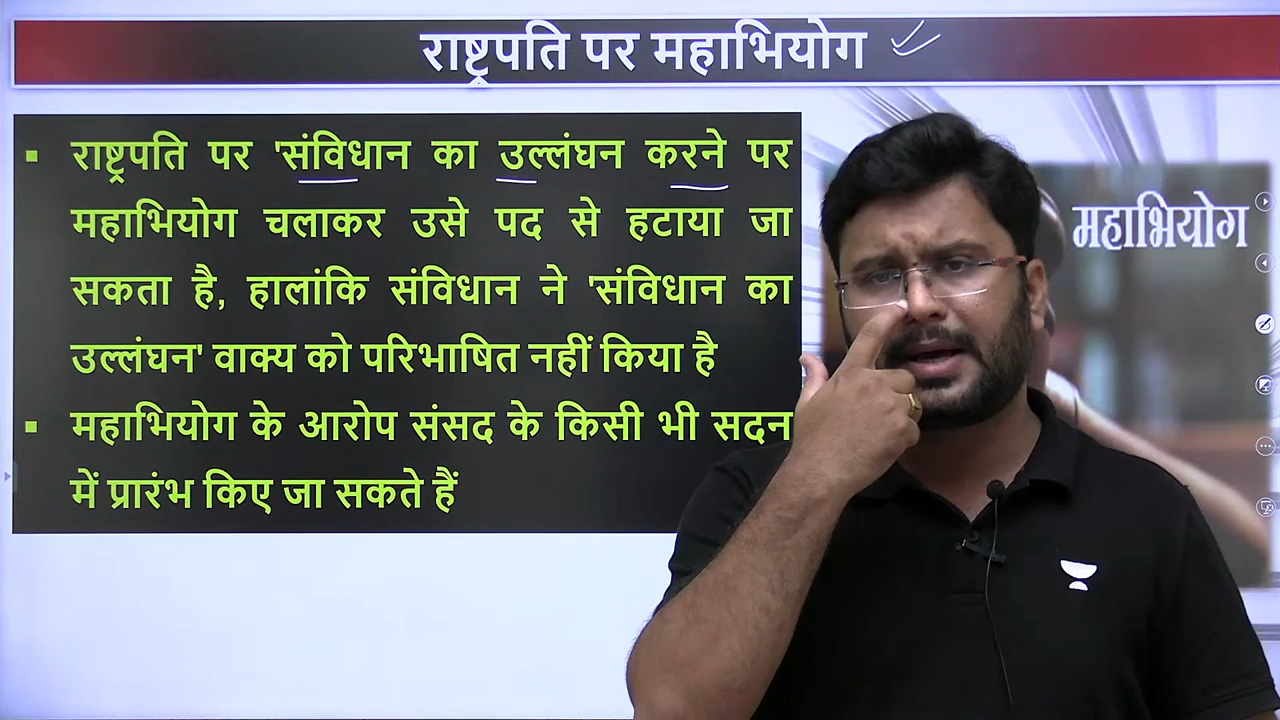 राष्ट्रपति पर महाभियोग
▪ राष्ट्रपति पर 'संविधान का उल्लंघन करने पर
महाभियोग चलाकर उसे पद से हटाया जा
सकता है, हालांकि संविधान ने 'संविधान का
उल्लंघन' वाक्य को परिभाषित नहीं किया है
▪ महाभियोग के आरोप संसद के किसी भी सदन
में प्रारंभ किए जा सकते हैं
महाभियोग